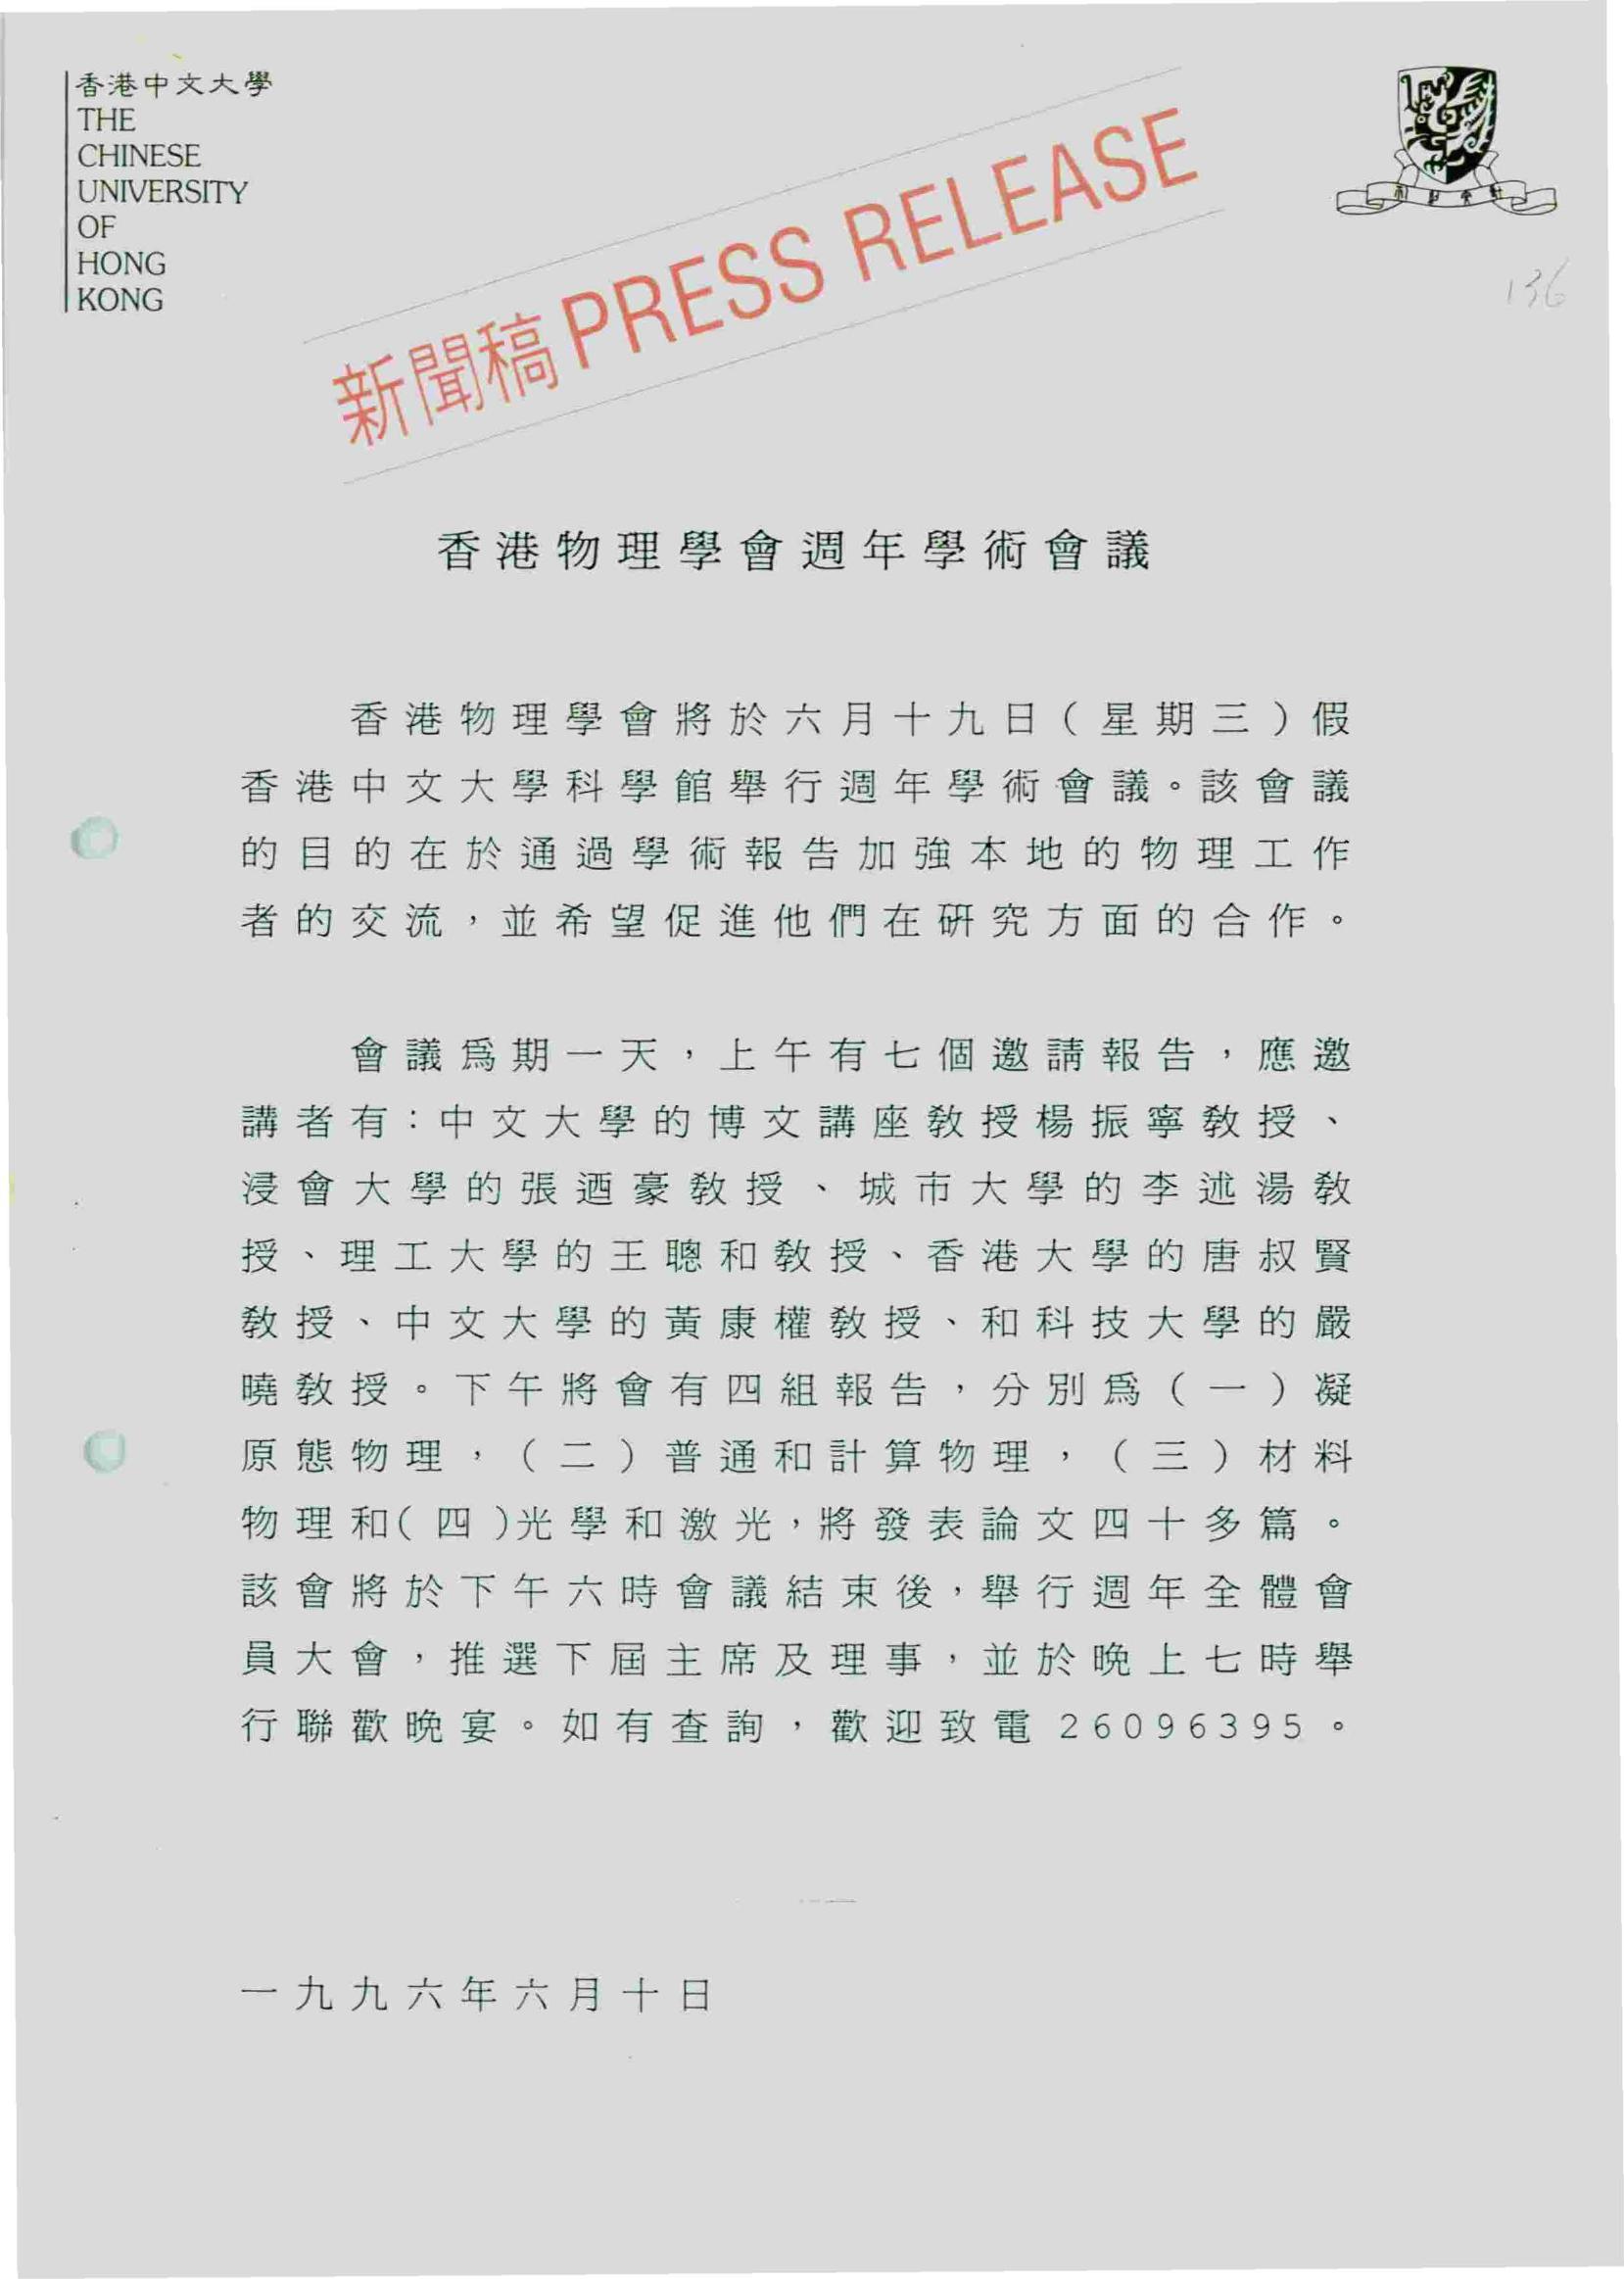 香港中文大學
THE
CHINESE
UNIVERSITY
OF
HONG
KONG
新聞稿 PRESS RELEASE
136
香港物理學會週年學術會議
香港物理學會將於六月十九日(星期三)假
香港中文大學科學館舉行週年學術會議。該會議
的目的在於通過學術報告加強本地的物理工作
者的交流,並希望促進他們在研究方面的合作。
會議爲期一天,上午有七個邀請報告,應邀
講者有:中文大學的博文講座教授楊振寧教授、
浸會大學的張迺豪教授、城市大學的李述湯教
授、理工大學的王聰和教授、香港大學的唐叔賢
教授、中文大學的黃康權教授、和科技大學的嚴
曉教授。下午將會有四組報告,分別爲(一)凝
原態物理,(二)普通和計算物理,(三)材料
物理和(四)光學和激光,將發表論文四十多篇。
該會將於下午六時會議結束後,舉行週年全體會
員大會,推選下屆主席及理事,並於晚上七時舉
行聯歡晚宴。如有查詢,歡迎致電26096395。
一九九六年六月十日